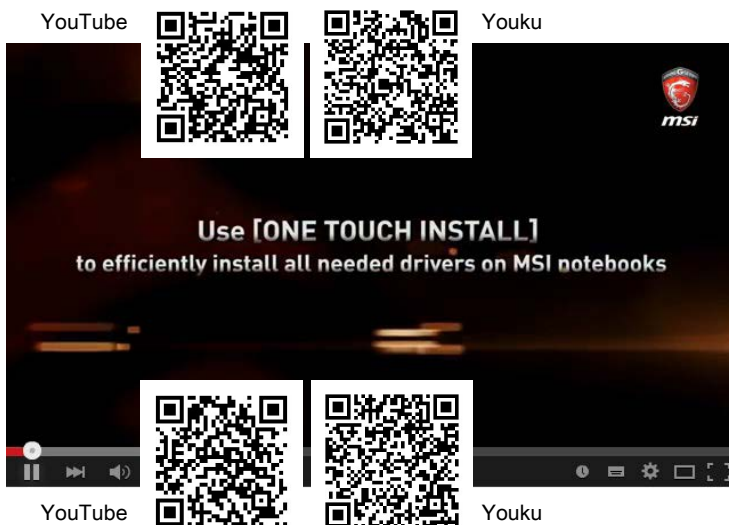 YouTube
Youku
msi
Use [ONE TOUCH INSTALL]
to efficiently install all needed drivers on MSI notebooks
YouTube
Youku